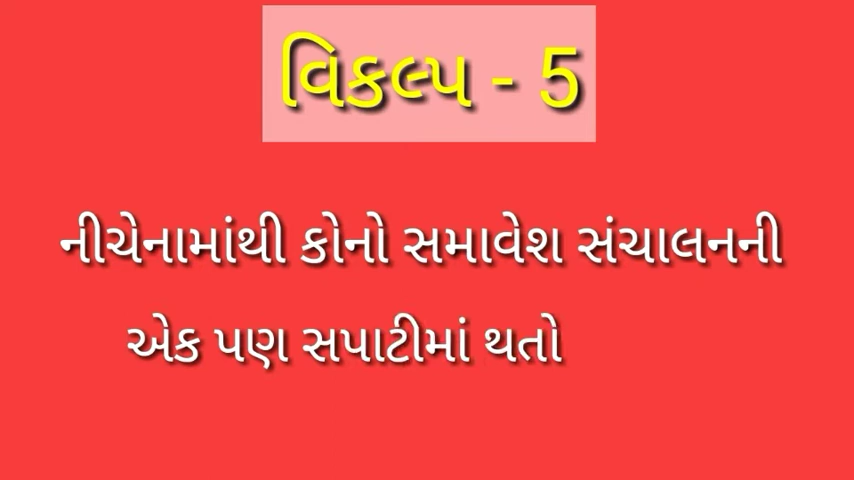 વિકલ્પ - 5
નીચેનામાંથી કોનો સમાવેશ સંચાલનની
એક પણ સપાટીમાં થતો